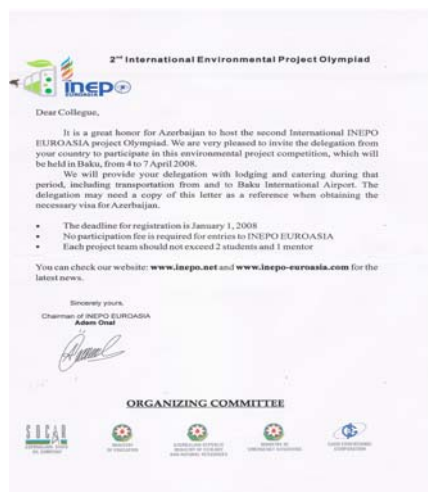 2nd International Environmental Project Olympiad
INEPO
EUROASIA
Dear Collegue,
It is a great honor for Azerbaijan to host the second International INEPO
EUROASIA project Olympiad. We are very pleased to invite the delegation from
your country to participate in this environmental project competition, which will
be held in Baku, from 4 to 7 April 2008.
We will provide your delegation with lodging and catering during that
period, including transportation from and to Baku International Airport. The
delegation may need a copy of this letter as a reference when obtaining the
necessary visa for Azerbaijan.
• The deadline for registration is January 1, 2008
• No participation fee is required for entries to INEPO EUROASIA
• Each project team should not exceed 2 students and 1 mentor
You can check our website: www.inepo.net and www.inepo-euroasia.com for the
latest news.
Sincerely yours,
Chairman of INEPO EUROASIA
Adem Onal
ORGANIZING COMMITTEE
MINISTRY
OF EDUCATION